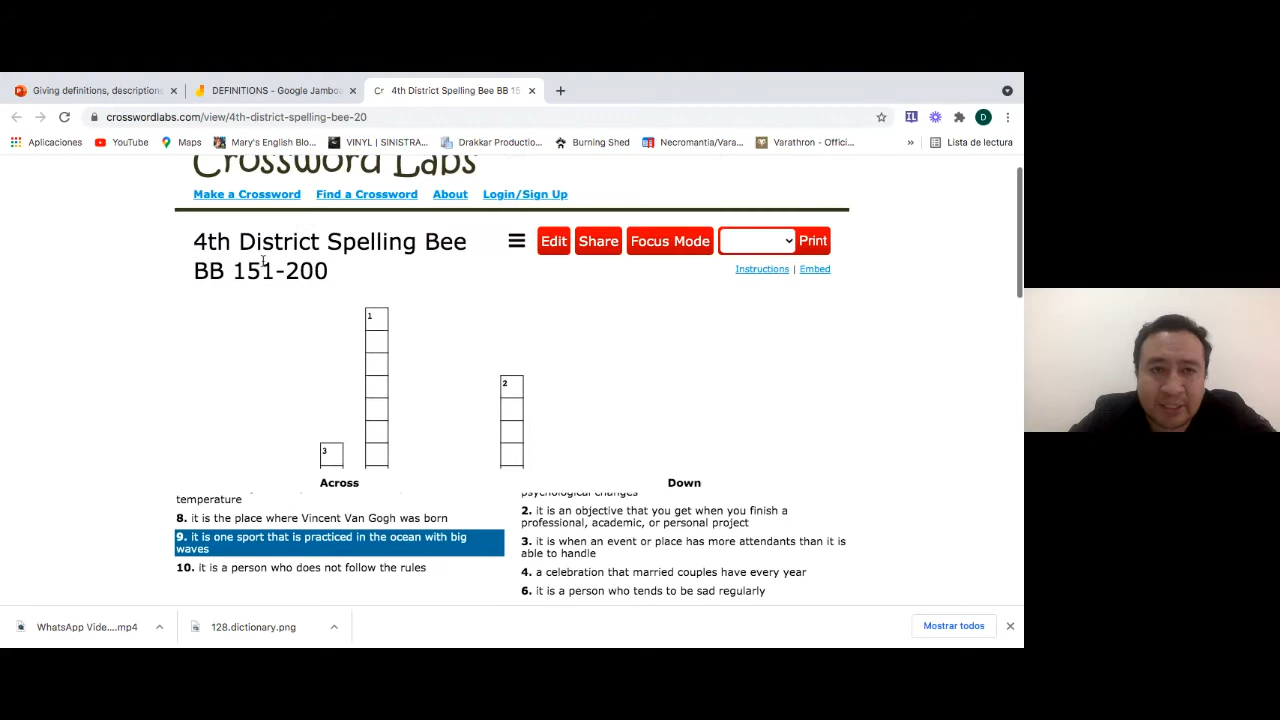 Giving definitions, description
DEFINITIONS - Google Jambo
Cr 4th District Spelling Bee BB 15
crosswordlabs.com/view/4th-district-spelling-bee-20
IL
D
Aplicaciones
YouTube
Maps
Mary's English Blo...
VINYL | SINISTRA...
Drakkar Productio...
Burning Shed
Necromantia/Vara...
Varathron - Offici...
»
Lista de lectura
Crossword Labs
Make a Crossword Find a Crossword About Login/Sign Up
4th District Spelling Bee
BB 151-200
Edit Share Focus Mode Print
Instructions | Embed
1
2
3
Across
temperature
8. it is the place where Vincent Van Gogh was born
9. it is one sport that is practiced in the ocean with big
waves
10. it is a person who does not follow the rules
Down
psychological changes
2. it is an objective that you get when you finish a
professional, academic, or personal project
3. it is when an event or place has more attendants than it is
able to handle
4. a celebration that married couples have every year
6. it is a person who tends to be sad regularly
WhatsApp Vide....mp4
128.dictionary.png
Mostrar todos